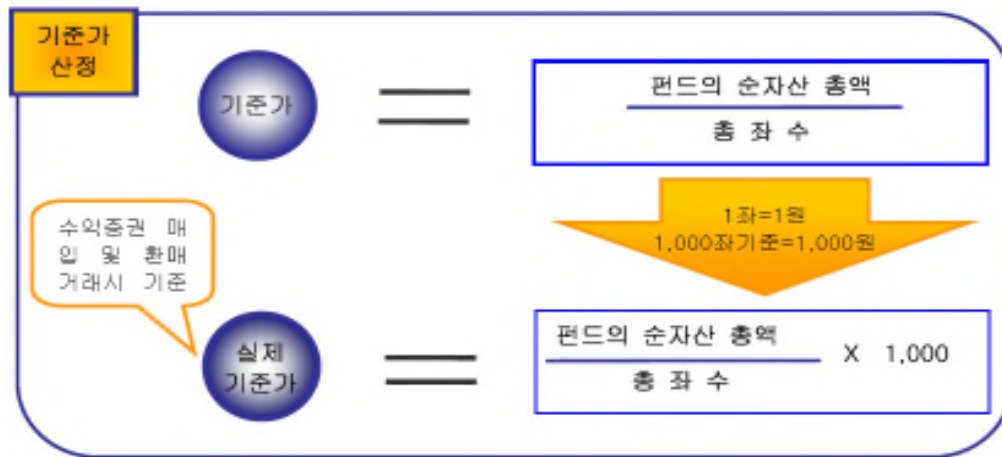 기준가
산정
기준가
펀드의 순자산 총액
총 좌 수
1좌=1원
1,000좌기준=1,000원
수익증권 매
입 및 환매
거래시 기준
실제
기준가
펀드의 순자산 총액
총 좌 수
X 1,000